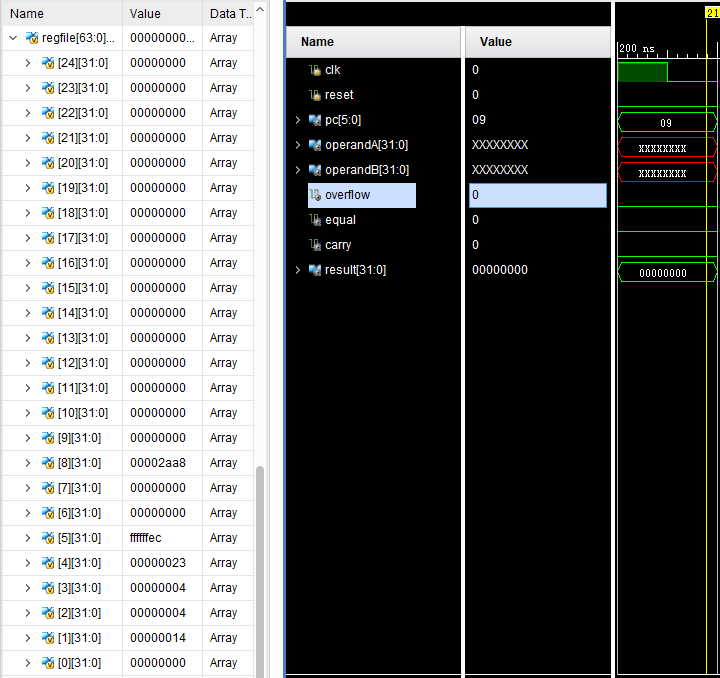 Name Value Data T...
regfile[63:0]... 00000000... Array
[24][31:0] 00000000 Array
[23][31:0] 00000000 Array
[22][31:0] 00000000 Array
[21][31:0] 00000000 Array
[20][31:0] 00000000 Array
[19][31:0] 00000000 Array
[18][31:0] 00000000 Array
[17][31:0] 00000000 Array
[16][31:0] 00000000 Array
[15][31:0] 00000000 Array
[14][31:0] 00000000 Array
[13][31:0] 00000000 Array
[12][31:0] 00000000 Array
[11][31:0] 00000000 Array
[10][31:0] 00000000 Array
[9][31:0] 00000000 Array
[8][31:0] 00002aa8 Array
[7][31:0] 00000000 Array
[6][31:0] 00000000 Array
[5][31:0] ffffffec Array
[4][31:0] 00000023 Array
[3][31:0] 00000004 Array
[2][31:0] 00000004 Array
[1][31:0] 00000014 Array
[0][31:0] 00000000 Array
Name Value
clk 0
reset 0
pc[5:0] 09
operandA[31:0] XXXXXXXX
operandB[31:0] XXXXXXXX
overflow 0
equal 0
carry 0
result[31:0] 00000000
21
200 ns
09
XXXXXXXX
XXXXXXXX
00000000